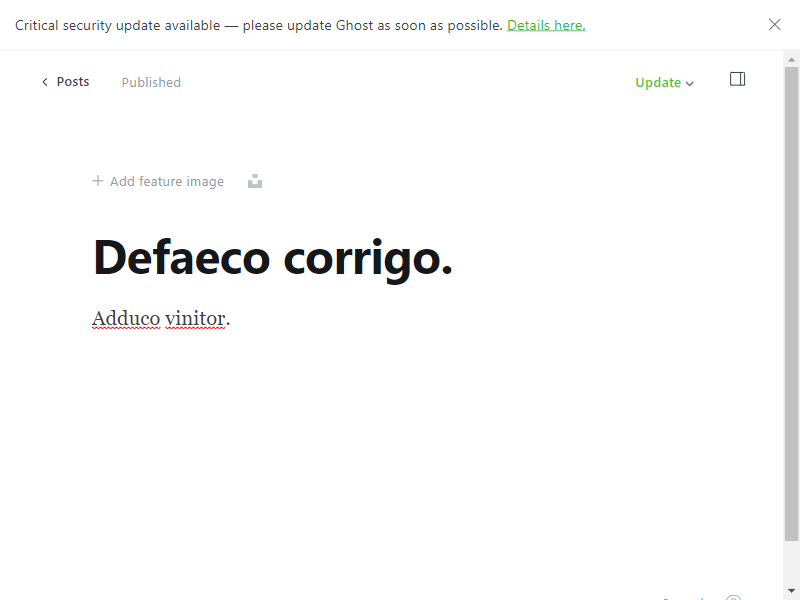 Critical security update available — please update Ghost as soon as possible. Details here.
Posts
Published
Update
Add feature image
Defaeco corrigo.
Adduco vinitor.